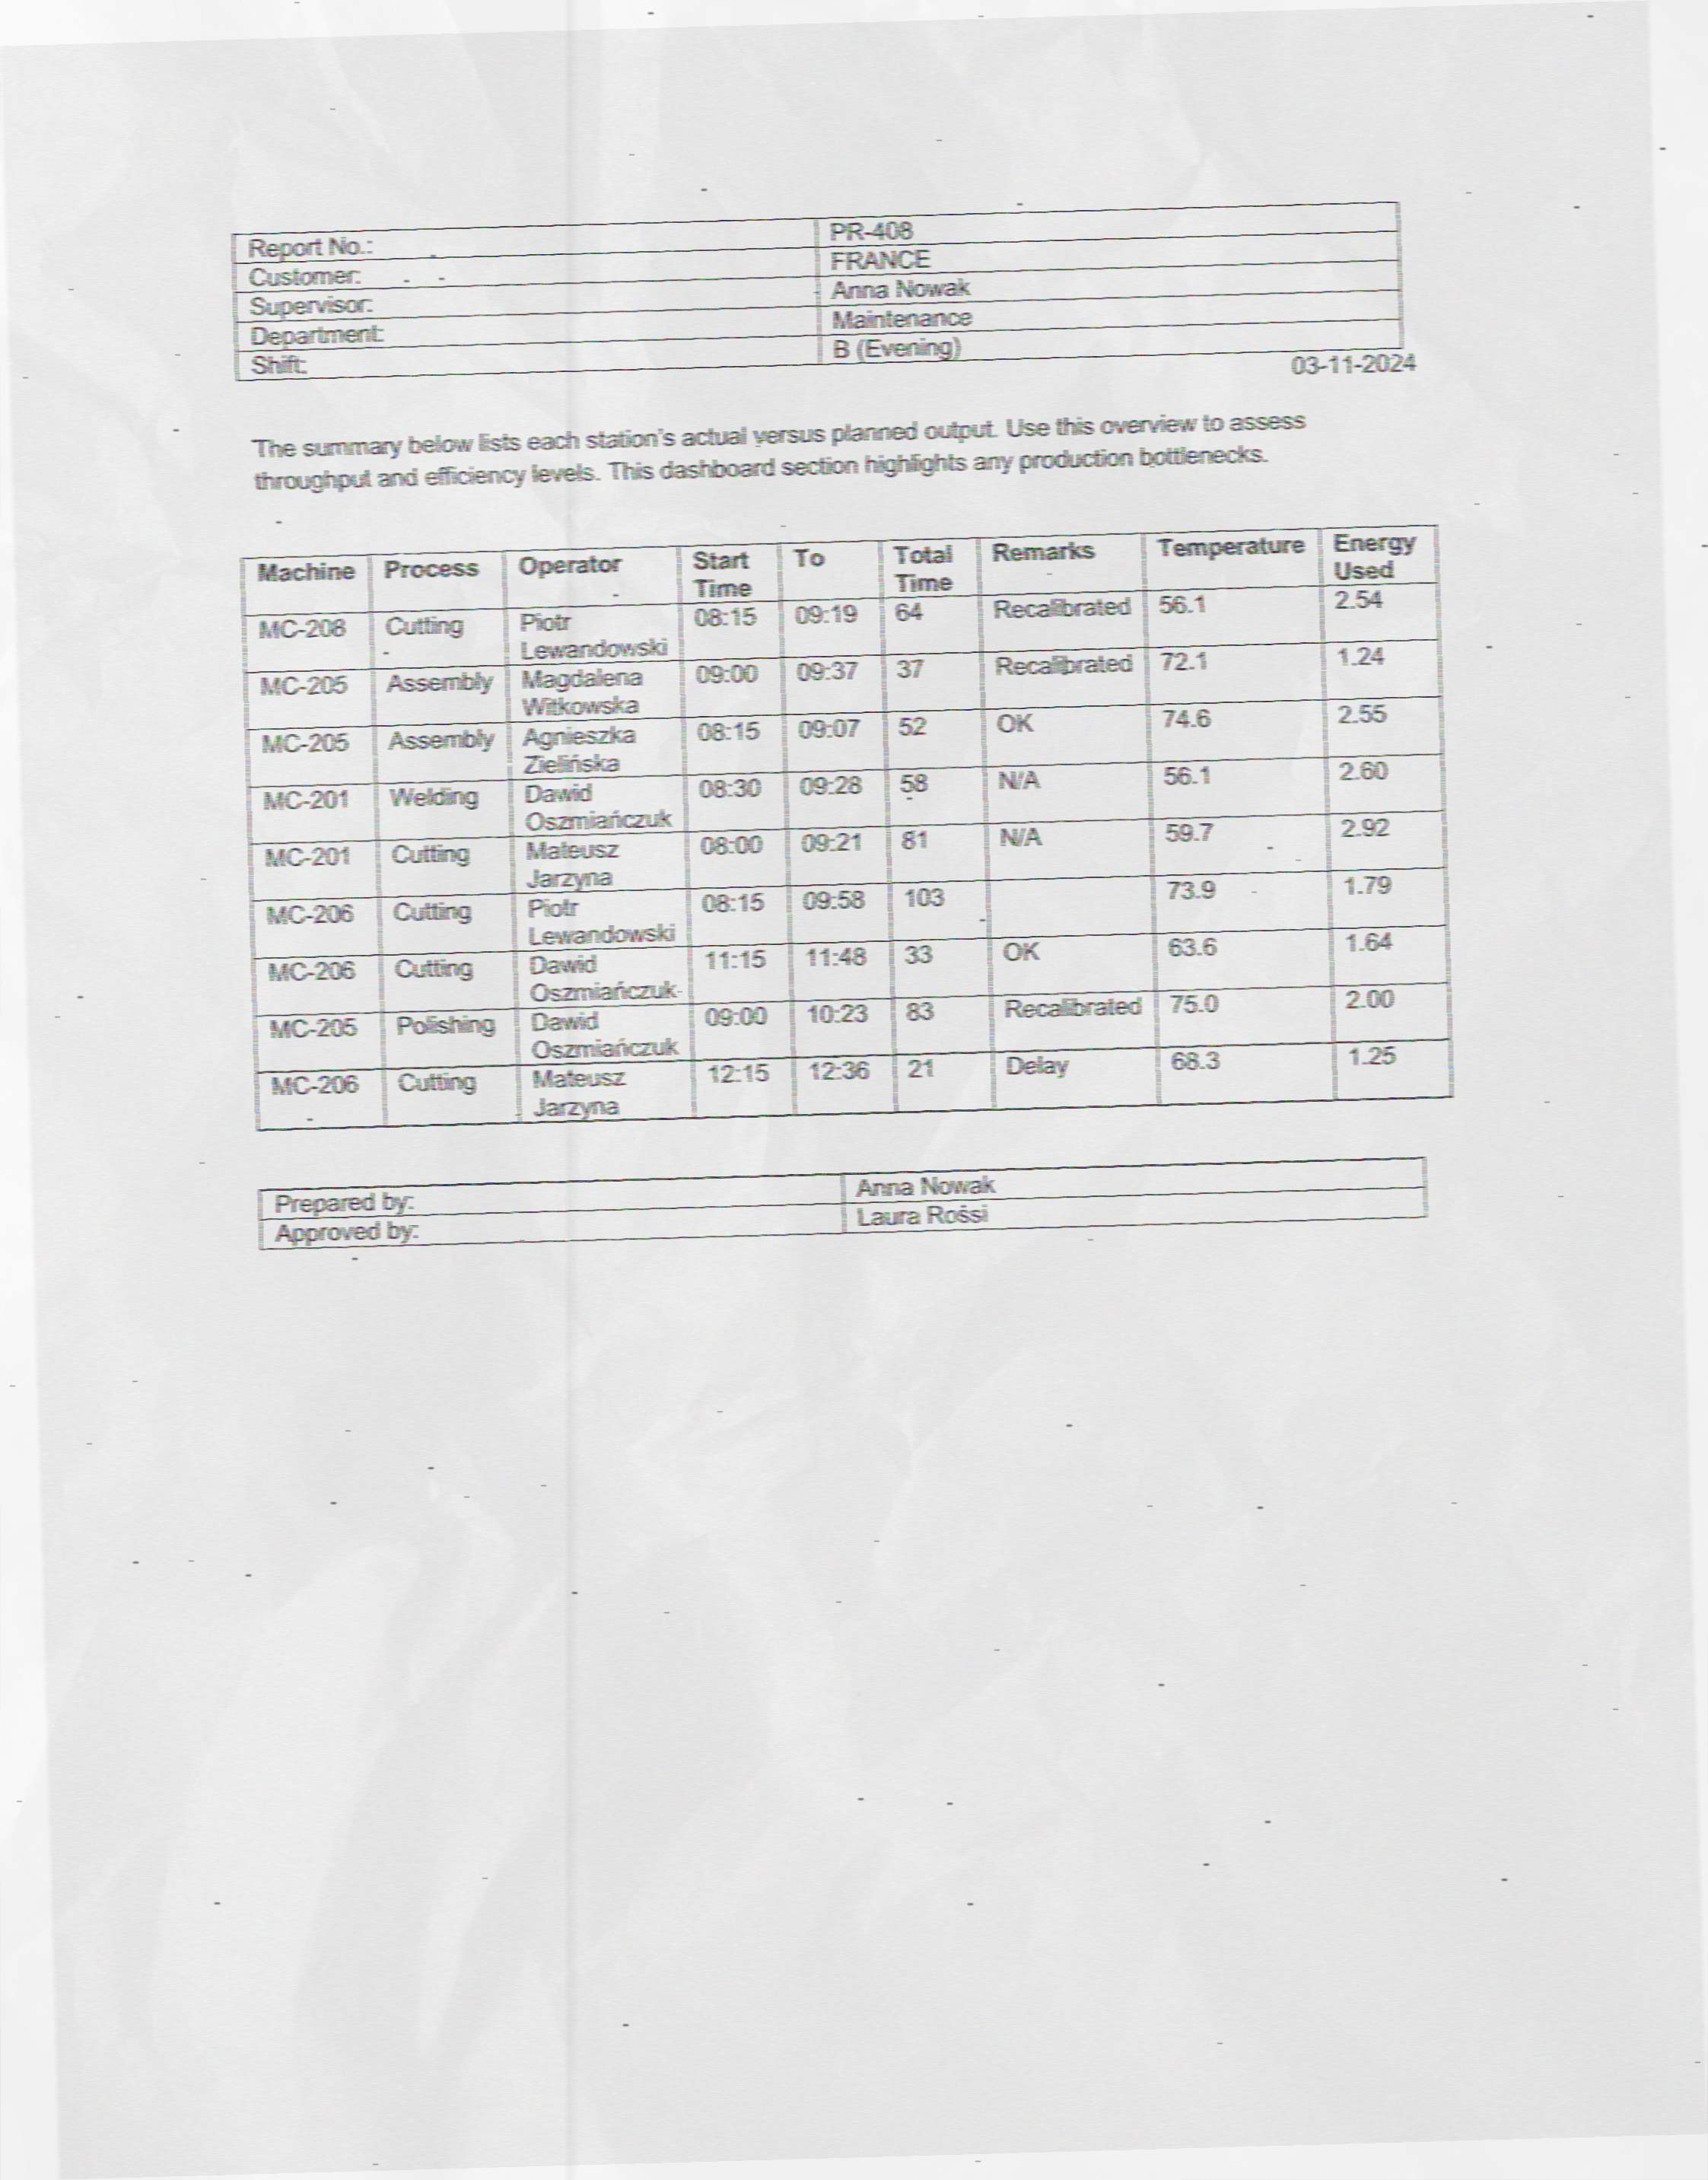 Report No.: PR-408
Customer: FRANCE
Supervisor: Anna Nowak
Department: Maintenance
Shift: B (Evening)
03-11-2024
The summary below lists each station's actual versus planned output. Use this overview to assess
throughput and efficiency levels. This dashboard section highlights any production bottlenecks.
Machine Process Operator Start Time To Total Time Remarks Temperature Energy Used
MC-208 Cutting Piotr Lewandowski 08:15 09:19 64 Recalibrated 56.1 2.54
MC-205 Assembly Magdalena Witkowska 09:00 09:37 37 Recalibrated 72.1 1.24
MC-205 Assembly Agnieszka Zielińska 08:15 09:07 52 OK 74.6 2.55
MC-201 Welding Dawid Oszmiańczuk 08:30 09:28 58 N/A 56.1 2.60
MC-201 Cutting Mateusz Jarzyna 08:00 09:21 81 N/A 59.7 2.92
MC-206 Cutting Piotr Lewandowski 08:15 09:58 103 73.9 1.79
MC-206 Cutting Dawid Oszmiańczuk 11:15 11:48 33 OK 63.6 1.64
MC-205 Polishing Dawid Oszmiańczuk 09:00 10:23 83 Recalibrated 75.0 2.00
MC-206 Cutting Mateusz Jarzyna 12:15 12:36 21 Delay 68.3 1.25
Prepared by: Anna Nowak
Approved by: Laura Rossi